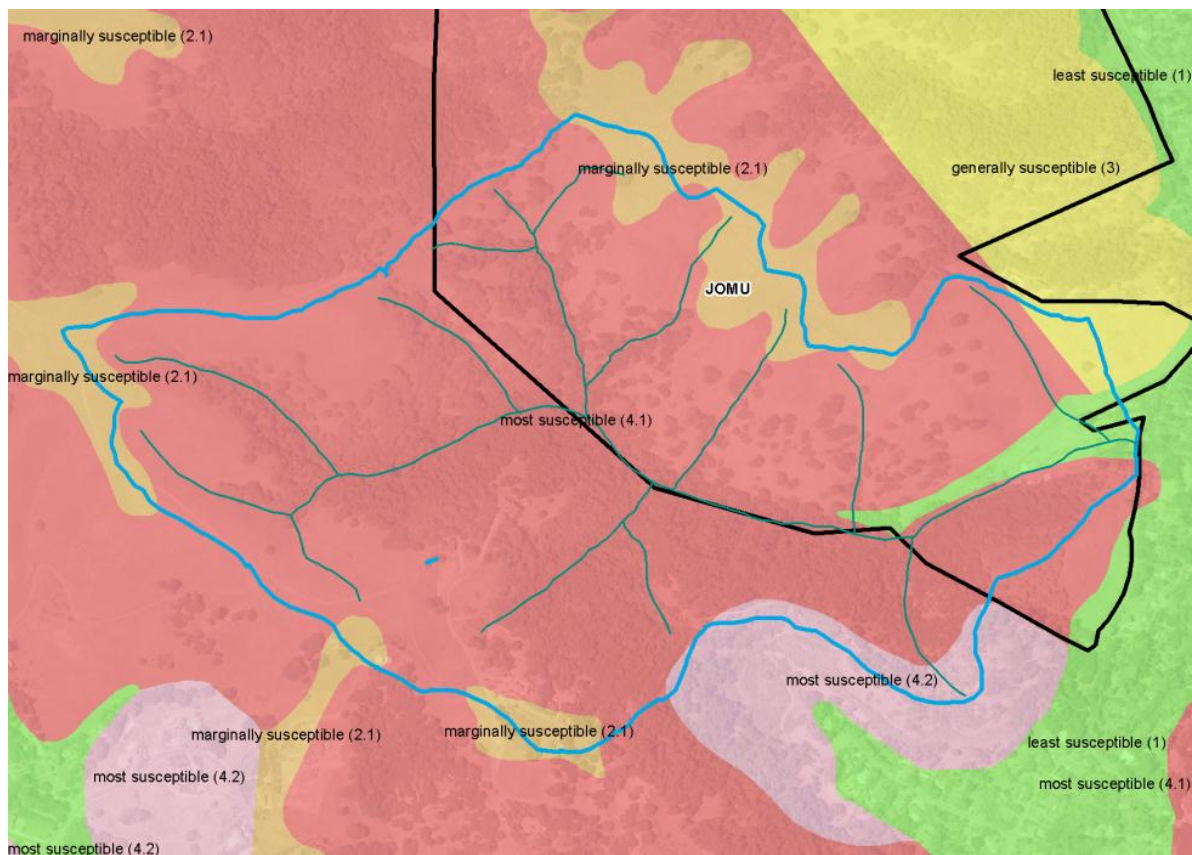 marginally susceptible (2.1)
least susceptible (1)
marginally susceptible (2.1)
generally susceptible (3)
JOMU
marginally susceptible (2.1)
most susceptible (4.1)
most susceptible (4.2)
marginally susceptible (2.1)
marginally susceptible (2.1)
least susceptible (1)
most susceptible (4.2)
most susceptible (4.1)
most susceptible (4.2)